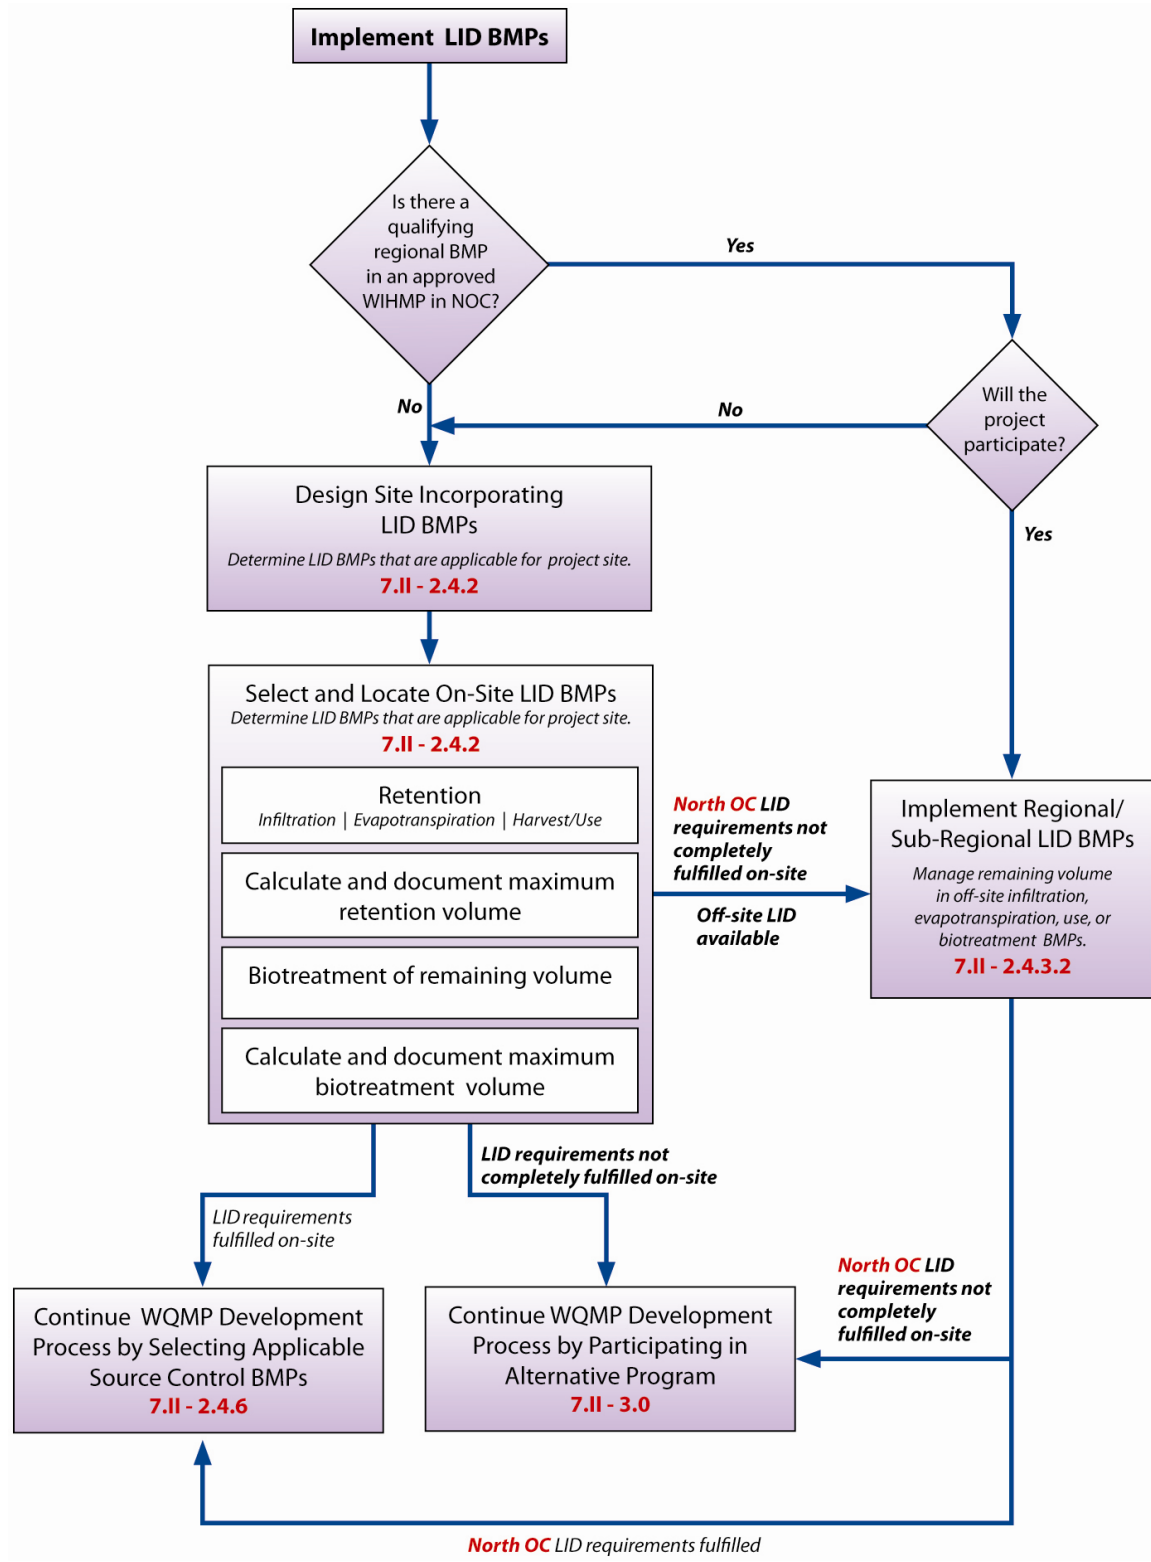 Implement LID BMPs
Is there a
qualifying
regional BMP
in an approved
WIHMP in NOC?
Yes
Will the
project
participate?
No
No
Yes
Design Site Incorporating
LID BMPs
Determine LID BMPs that are applicable for project site.
7.II - 2.4.2
Select and Locate On-Site LID BMPs
Determine LID BMPs that are applicable for project site.
7.II - 2.4.2
Retention
Infiltration | Evapotranspiration | Harvest/Use
Calculate and document maximum
retention volume
Biotreatment of remaining volume
Calculate and document maximum
biotreatment volume
North OC LID
requirements not
completely
fulfilled on-site
Off-site LID
available
Implement Regional/
Sub-Regional LID BMPs
Manage remaining volume
in off-site infiltration,
evapotranspiration, use, or
biotreatment BMPs.
7.II - 2.4.3.2
LID requirements
fulfilled on-site
LID requirements not
completely fulfilled on-site
North OC LID
requirements not
completely
fulfilled on-site
Continue WQMP Development
Process by Selecting Applicable
Source Control BMPs
7.II - 2.4.6
Continue WQMP Development
Process by Participating in
Alternative Program
7.II - 3.0
North OC LID requirements fulfilled